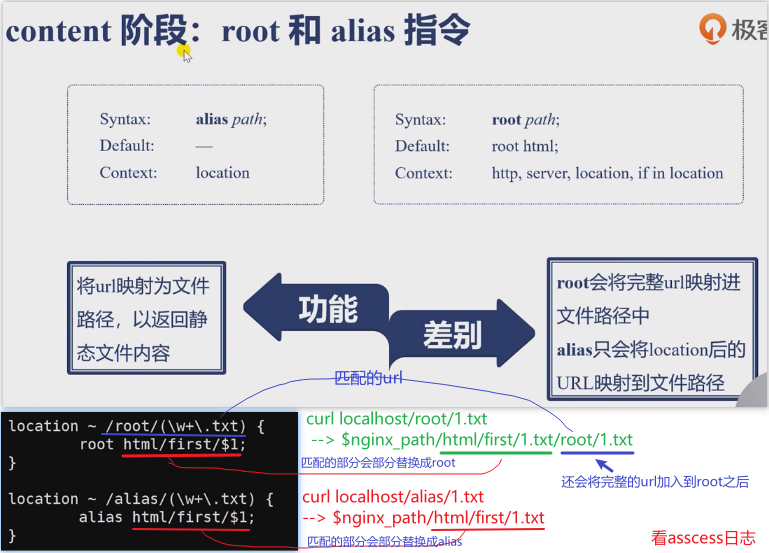 content 阶段：root 和 alias 指令
极客
Syntax: alias path;
Default: —
Context: location
Syntax: root path;
Default: root html;
Context: http, server, location, if in location
将url映射为文件
路径，以返回静
态文件内容
功能
差别
root会将完整url映射进
文件路径中
alias只会将location后的
URL映射到文件路径
匹配的url
location ~ /root/(\w+\.txt) {
root html/first/$1;
}
curl localhost/root/1.txt
--> $nginx_path/html/first/1.txt/root/1.txt
匹配的部分会部分替换成root
还会将完整的url加入到root之后
location ~ /alias/(\w+\.txt) {
alias html/first/$1;
}
curl localhost/alias/1.txt
--> $nginx_path/html/first/1.txt
匹配的部分会部分替换成alias
看asscess日志